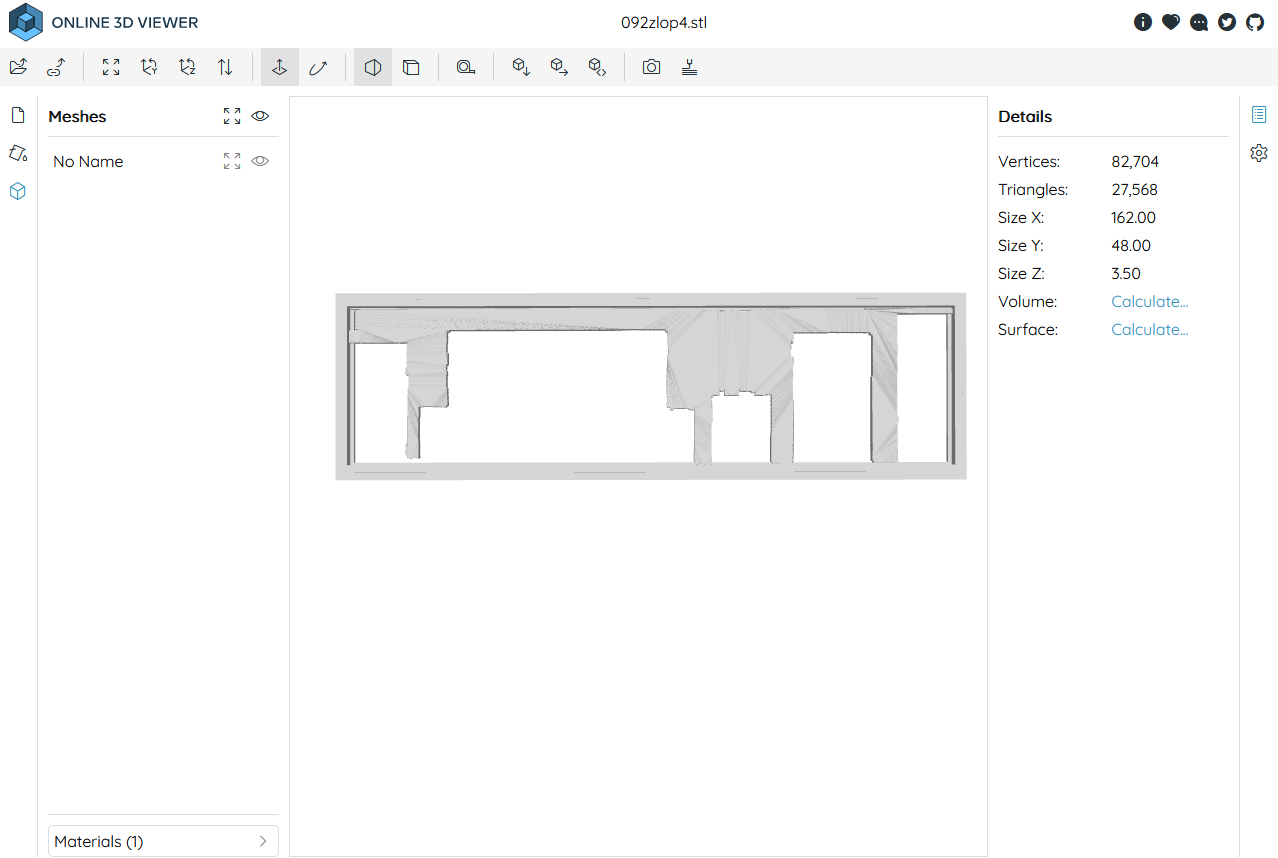 ONLINE 3D VIEWER
092zlop4.stl
Meshes
No Name
Materials (1)
Details
Vertices: 82,704
Triangles: 27,568
Size X: 162.00
Size Y: 48.00
Size Z: 3.50
Volume: Calculate...
Surface: Calculate...